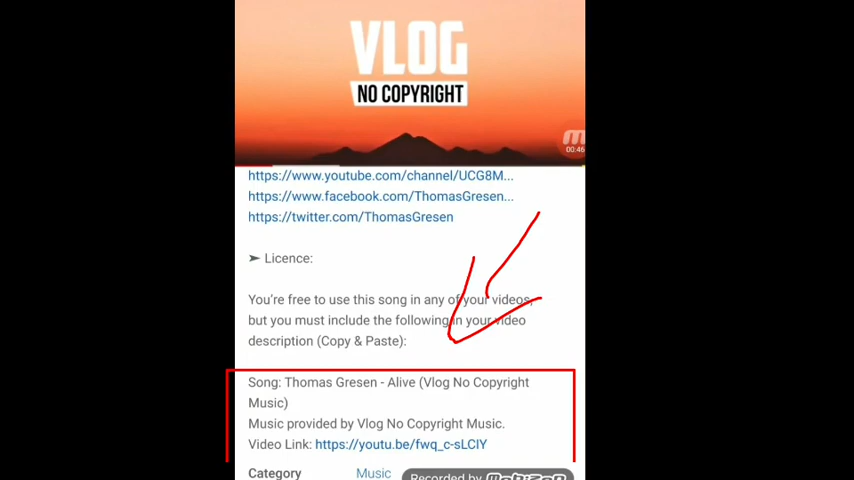 VLOG
NO COPYRIGHT
00:46
https://www.youtube.com/channel/UCG8M...
https://www.facebook.com/ThomasGresen...
https://twitter.com/ThomasGresen
➤ Licence:
You're free to use this song in any of your videos,
but you must include the following in your video
description (Copy & Paste):
Song: Thomas Gresen - Alive (Vlog No Copyright
Music)
Music provided by Vlog No Copyright Music.
Video Link: https://youtu.be/fwq_c-sLCIY
Category Music
Recorded by